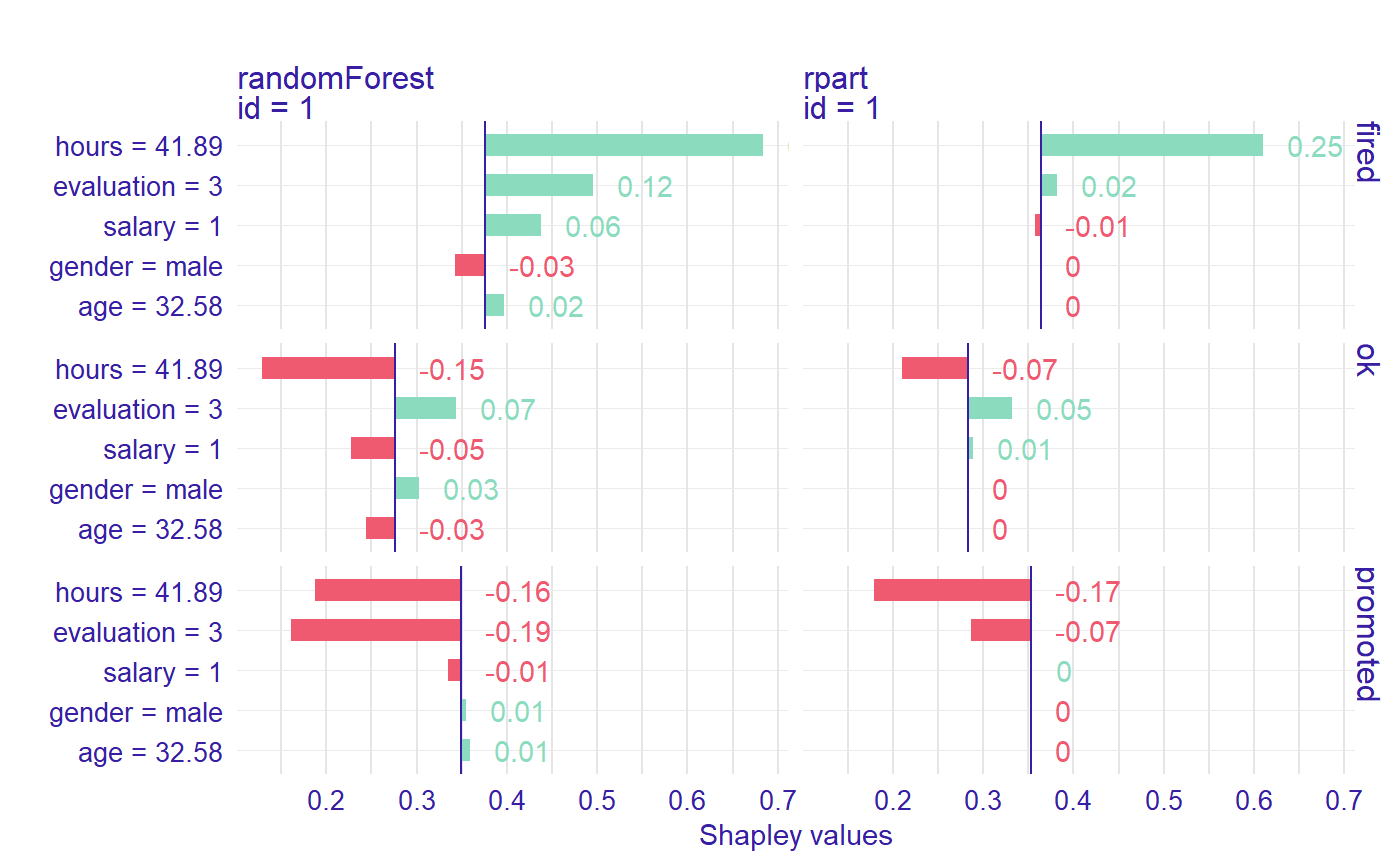 randomForest
id = 1
rpart
id = 1
fired
hours = 41.89
0.25
evaluation = 3
0.12
0.02
salary = 1
0.06
-0.01
gender = male
-0.03
0
age = 32.58
0.02
0
ok
hours = 41.89
-0.15
-0.07
evaluation = 3
0.07
0.05
salary = 1
-0.05
0.01
gender = male
0.03
0
age = 32.58
-0.03
0
promoted
hours = 41.89
-0.16
-0.17
evaluation = 3
-0.19
-0.07
salary = 1
-0.01
0
gender = male
0.01
0
age = 32.58
0.01
0
0.2 0.3 0.4 0.5 0.6 0.7
0.2 0.3 0.4 0.5 0.6 0.7
Shapley values